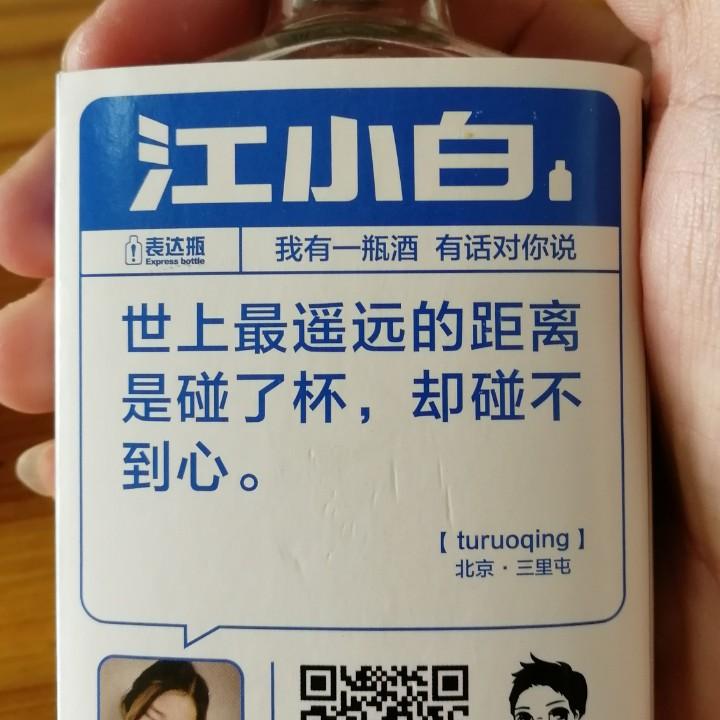 江小白
表达瓶
Express bottle
我有一瓶酒 有话对你说
世上最遥远的距离
是碰了杯，却碰不
到心。
【 turuoqing 】
北京·三里屯